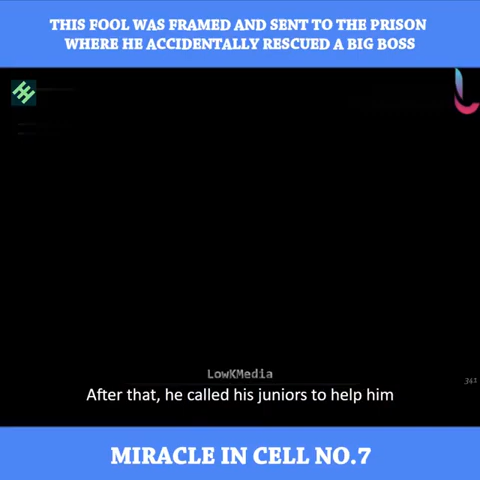 THIS FOOL WAS FRAMED AND SENT TO THE PRISON
WHERE HE ACCIDENTALLY RESCUED A BIG BOSS
LowKMedia
After that, he called his juniors to help him
MIRACLE IN CELL NO.7